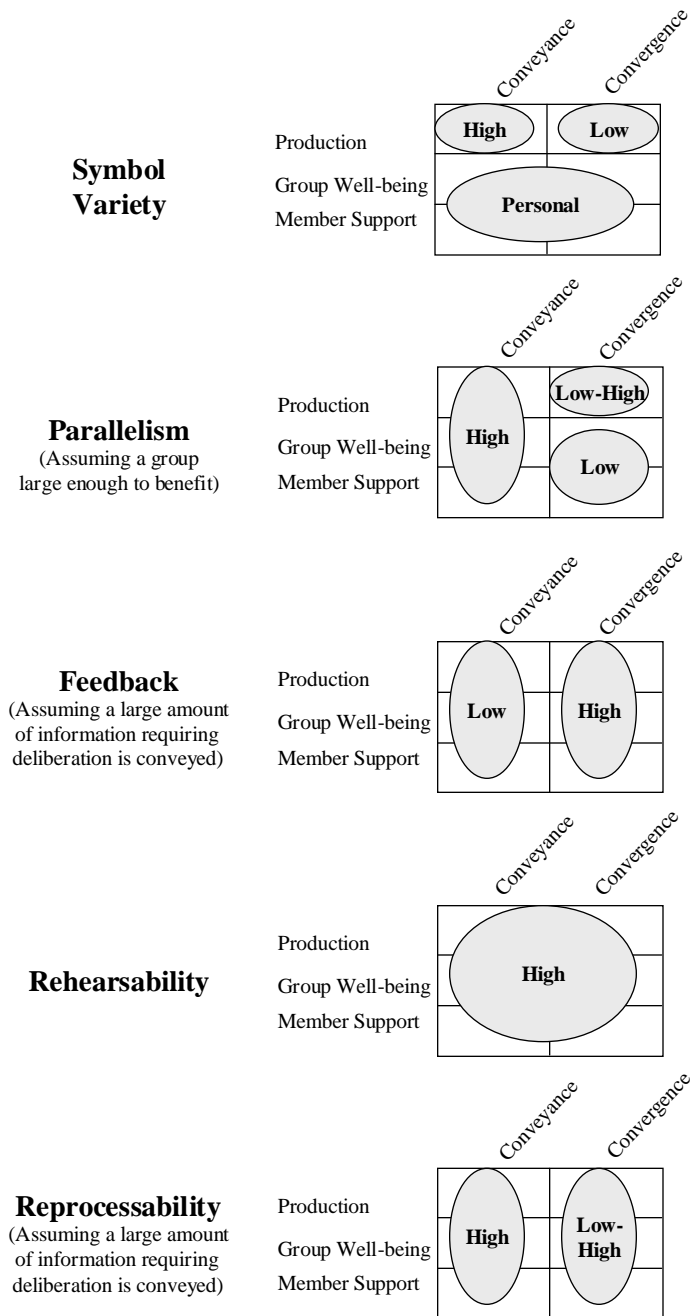 Conveyance
Convergence
Production
High
Low
Symbol
Variety
Group Well-being
Member Support
Personal
Conveyance
Convergence
Production
Low-High
Parallelism
(Assuming a group
large enough to benefit)
Group Well-being
Member Support
High
Low
Conveyance
Convergence
Feedback
(Assuming a large amount
of information requiring
deliberation is conveyed)
Production
Group Well-being
Member Support
Low
High
Conveyance
Convergence
Rehearsability
Production
Group Well-being
Member Support
High
Conveyance
Convergence
Reprocessability
(Assuming a large amount
of information requiring
deliberation is conveyed)
Production
Group Well-being
Member Support
High
Low-
High